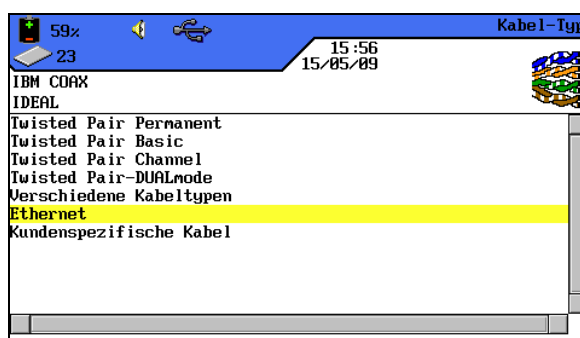 59%
Kabel-Typ
23
15:56
15/05/09
IBM COAX
IDEAL
Twisted Pair Permanent
Twisted Pair Basic
Twisted Pair Channel
Twisted Pair-DUALmode
Verschiedene Kabeltypen
Ethernet
Kundenspezifische Kabel